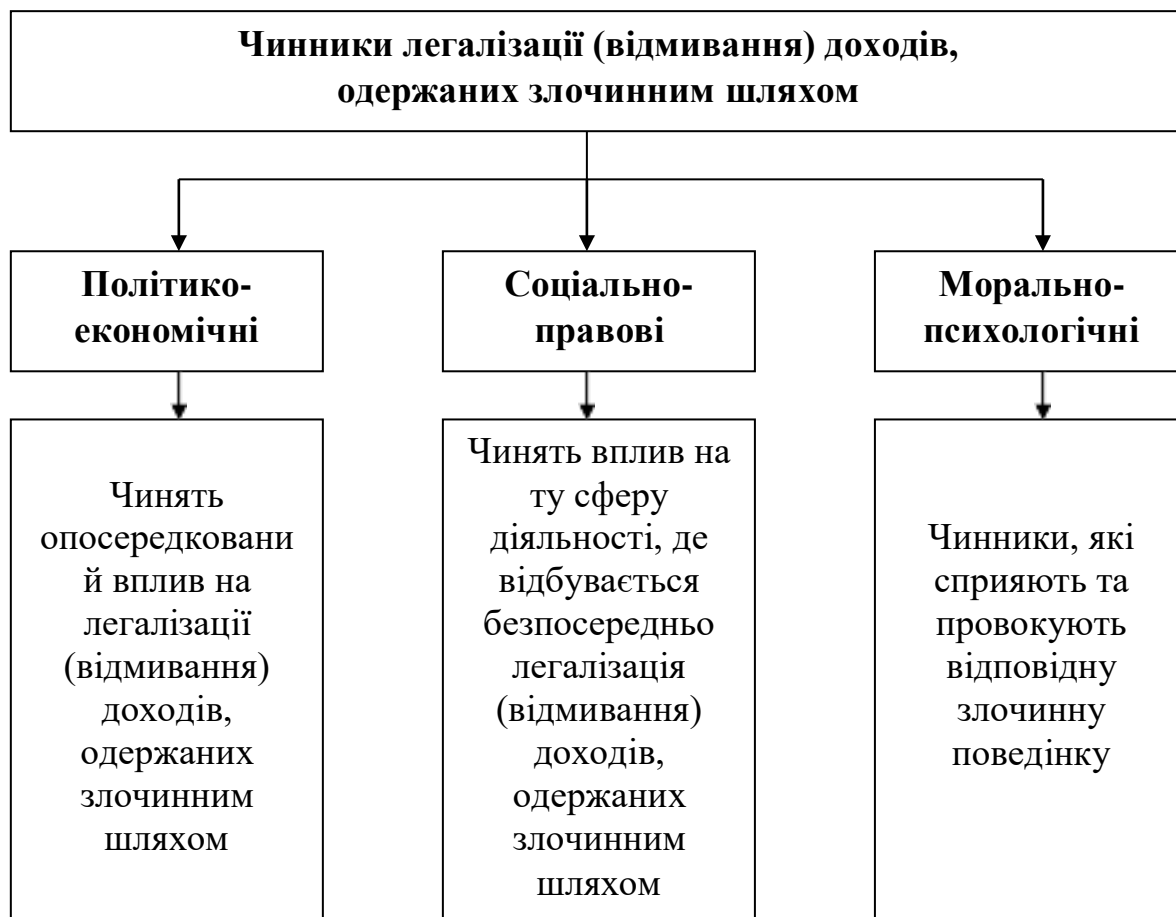 Чинники легалізації (відмивання) доходів,
одержаних злочинним шляхом
Політико-
економічні
Соціально-
правові
Морально-
психологічні
Чинять
опосередковани
й вплив на
легалізації
(відмивання)
доходів,
одержаних
злочинним
шляхом
Чинять вплив на
ту сферу
діяльності, де
відбувається
безпосередньо
легалізація
(відмивання)
доходів,
одержаних
злочинним
шляхом
Чинники, які
сприяють та
провокують
відповідну
злочинну
поведінку